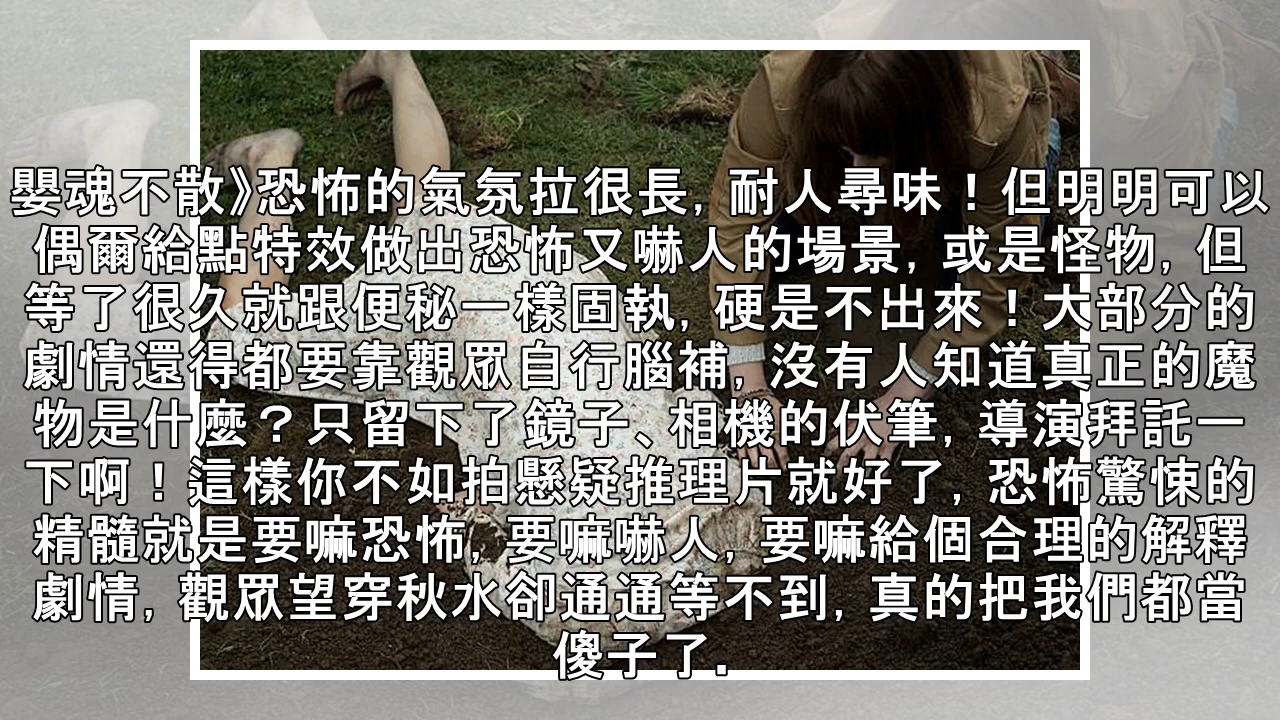 嬰魂不散》恐怖的氣氛拉很長, 耐人尋味！但明明可以
偶爾給點特效做出恐怖又嚇人的場景, 或是怪物, 但
等了很久就跟便秘一樣固執, 硬是不出來！大部分的
劇情還得都要靠觀眾自行腦補, 沒有人知道真正的魔
物是什麼？只留下了鏡子、相機的伏筆, 導演拜託一
下啊！這樣你不如拍懸疑推理片就好了, 恐怖驚悚的
精髓就是要嘛恐怖, 要嘛嚇人, 要嘛給個合理的解釋
劇情, 觀眾望穿秋水卻通通等不到, 真的把我們都當
傻子了.